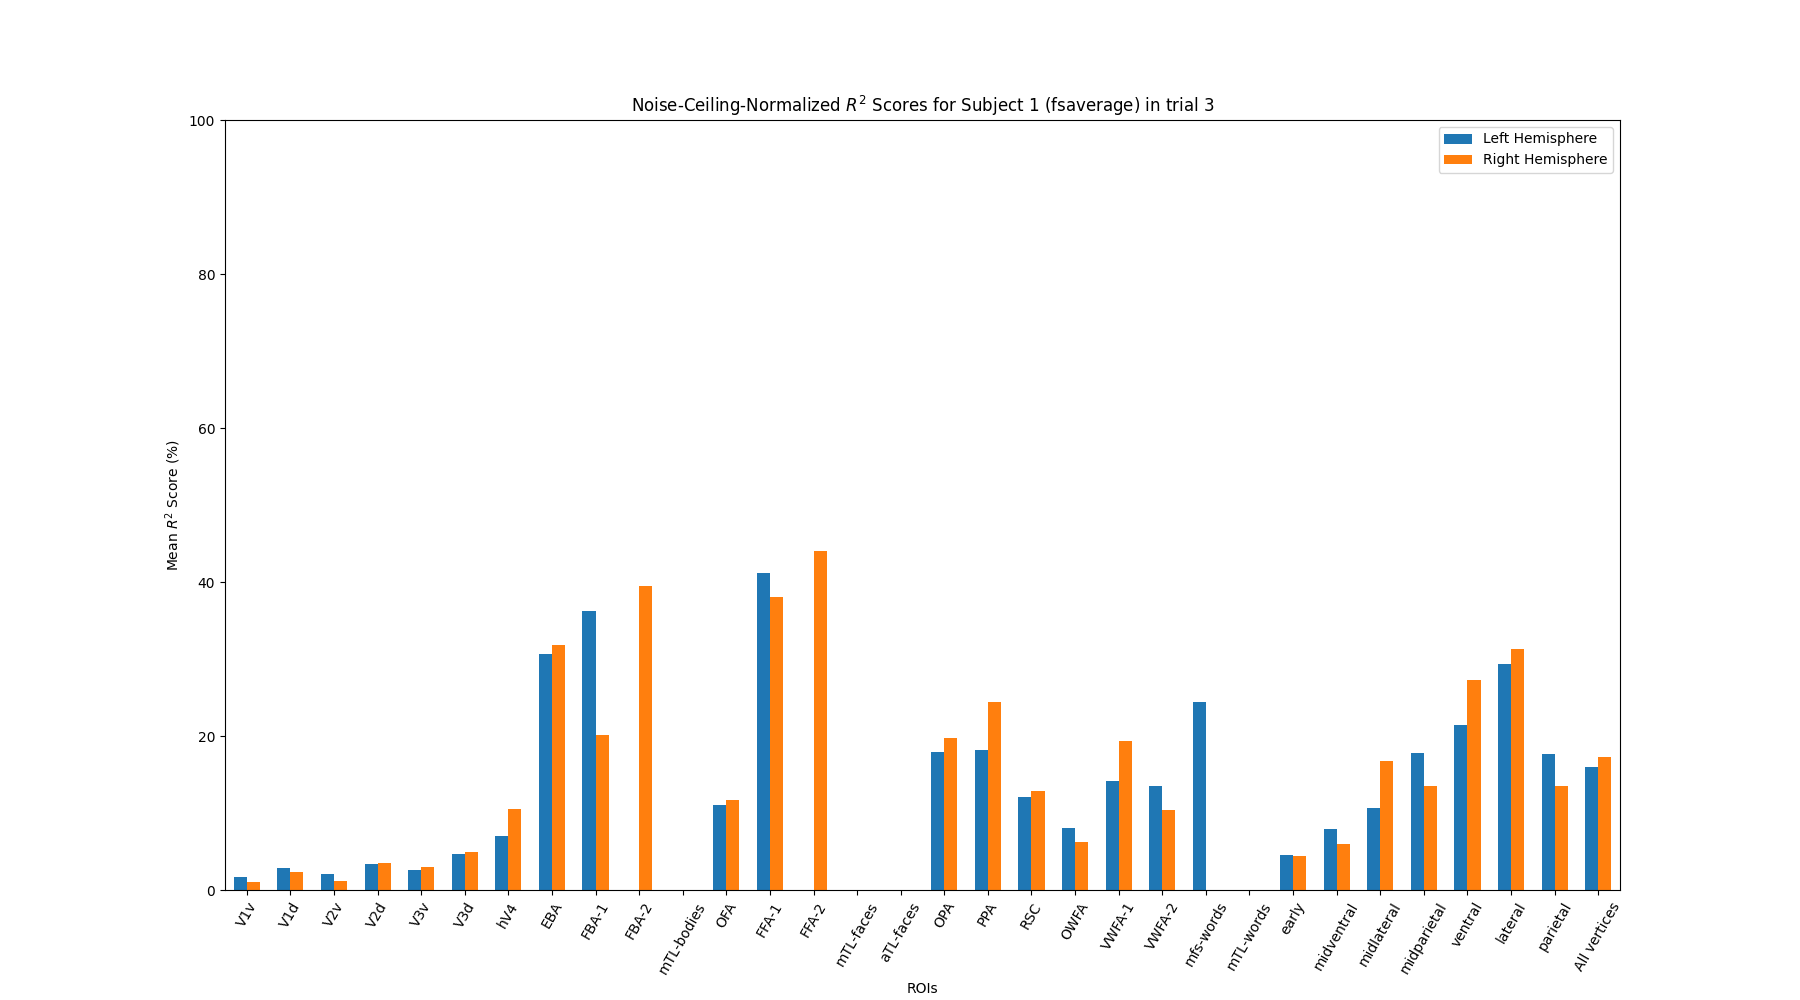 Noise-Ceiling-Normalized R² Scores for Subject 1 (fsaverage) in trial 3
Left Hemisphere
Right Hemisphere
Mean R² Score (%)
100
80
60
40
20
0
V1v
V1d
V2v
V2d
V3v
V3d
hV4
EBA
FBA-1
FBA-2
mTL-bodies
OFA
FFA-1
FFA-2
mTL-faces
aTL-faces
OPA
PPA
RSC
OWFA
VWFA-1
VWFA-2
mfs-words
mTL-words
early
midventral
midlateral
midparietal
ventral
lateral
parietal
All vertices
ROIs